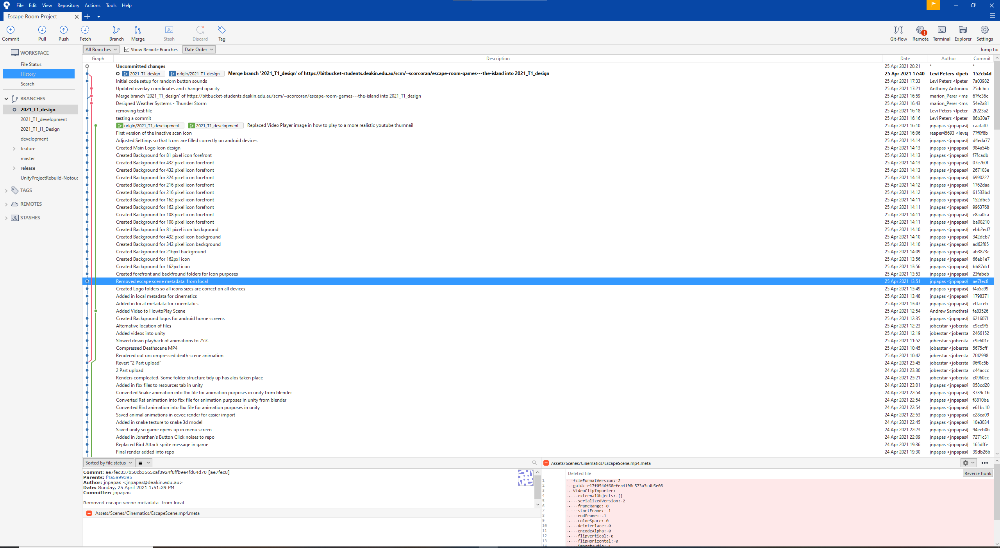 File Edit View Repository Actions Tools Help
Escape Room Project
Commit Pull Push Fetch Branch Merge Stash Discard Tag Git-flow Remote Terminal Explorer Settings
WORKSPACE
File Status
History
Search
BRANCHES
2021_T1_design
2021_T1_development
2021_T1_I1_Design
development
feature
master
release
UnityProjectRebuild-Notouc
TAGS
REMOTES
STASHES
All Branches Show Remote Branches Date Order Jump to:
Graph Description Date Author Commit
Uncommitted changes 25 Apr 2021 20:21 * *
2021_T1_design origin/2021_T1_design Merge branch '2021_T1_design' of https://bitbucket-students.deakin.edu.au/scm/~scorcoran/escape-room-games---the-island into 2021_T1_design 25 Apr 2021 17:40 Levi Peters <lpete 152cb4d
Initial code setup for random button sounds 25 Apr 2021 17:33 Levi Peters <lpeter 7a03982
Updated overlay coordinates and changed opacity 25 Apr 2021 17:21 Anthony Antoniou 25dcbcc
Merge branch '2021_T1_design' of https://bitbucket-students.deakin.edu.au/scm/~scorcoran/escape-room-games---the-island into 2021_T1_design 25 Apr 2021 16:59 marion_Perer <ms 67fc36c
Designed Weather Systems - Thunder Storm 25 Apr 2021 16:43 marion_Perer <ms 54e2a81
removing test file 25 Apr 2021 16:18 Levi Peters <lpeter 2f223a2
testing a commit 25 Apr 2021 16:16 Levi Peters <lpeter 86b30a7
origin/2021_T1_development 2021_T1_development Replaced Video Player image in how to play to a more realistic youtube thumnail 25 Apr 2021 16:10 jnpapas <jnpapas@ caafaf0
First version of the inactive scan icon 25 Apr 2021 16:06 reaper45693 <leve 77f0f8b
Adjusted Settings so that Icons are filled correctly on android devices 25 Apr 2021 14:14 jnpapas <jnpapas@ d4eda77
Created Main Logo Icon design 25 Apr 2021 14:13 jnpapas <jnpapas@ 984a54b
Created Background for 81 pixel icon forefront 25 Apr 2021 14:13 jnpapas <jnpapas@ f7fcadb
Created Background for 432 pixel icon forefront 25 Apr 2021 14:13 jnpapas <jnpapas@ 07e760f
Created Background for 432 pixel icon forefront 25 Apr 2021 14:13 jnpapas <jnpapas@ 267103e
Created Background for 324 pixel icon forefront 25 Apr 2021 14:13 jnpapas <jnpapas@ 6990227
Created Background for 216 pixel icon forefront 25 Apr 2021 14:12 jnpapas <jnpapas@ 1762daa
Created Background for 216 pixel icon forefront 25 Apr 2021 14:12 jnpapas <jnpapas@ 61533bd
Created Background for 162 pixel icon forefront 25 Apr 2021 14:11 jnpapas <jnpapas@ 152dbc5
Created Background for 162 pixel icon forefront 25 Apr 2021 14:11 jnpapas <jnpapas@ 9963768
Created Background for 108 pixel icon forefront 25 Apr 2021 14:11 jnpapas <jnpapas@ e8aa0ca
Created Background for 108 pixel icon forefront 25 Apr 2021 14:11 jnpapas <jnpapas@ ba08210
Created Background for 81 pixel icon background 25 Apr 2021 14:10 jnpapas <jnpapas@ ebb2ed7
Created Background for 432 pixel icon background 25 Apr 2021 14:10 jnpapas <jnpapas@ 342dcb7
Created Background for 342 pixel icon background 25 Apr 2021 14:10 jnpapas <jnpapas@ ad62f85
Created Background for 216pxl background 25 Apr 2021 14:09 jnpapas <jnpapas@ ab3873c
Created Background for 162pxl icon 25 Apr 2021 13:56 jnpapas <jnpapas@ 66eb1e7
Created Background for 162pxl icon 25 Apr 2021 13:56 jnpapas <jnpapas@ bb87dcf
Created forefront and backfround folders for Icon purposes 25 Apr 2021 13:53 jnpapas <jnpapas@ 23fabeb
Removed escape scene metadata  from local 25 Apr 2021 13:51 jnpapas <jnpapas@ ae7fec8
Created Logo folders so all icons sizes are correct on all devices 25 Apr 2021 13:49 jnpapas <jnpapas@ f4a5a99
Added in local metadata for cinematics 25 Apr 2021 13:48 jnpapas <jnpapas@ 1798371
Added in local metadata for cinemtatics 25 Apr 2021 13:47 jnpapas <jnpapas@ effaceb
Added Video to HowtoPlay Scene 25 Apr 2021 12:54 Andrew Samothrak fe83526
Created Background logos for android home screens 25 Apr 2021 12:35 jnpapas <jnpapas@ 621607f
Alternative location of files 25 Apr 2021 12:23 joberstar <jobersta c9ce9f5
Added videos into unity 25 Apr 2021 12:19 joberstar <jobersta 2466152
Slowed down playback of animations to 75% 25 Apr 2021 11:52 joberstar <jobersta c9e601c
Compressed Deathscene MP4 25 Apr 2021 10:45 joberstar <jobersta 5675cff
Rendered out uncompressed death scene animation 25 Apr 2021 10:42 joberstar <jobersta 7f42998
Revert "2 Part upload" 24 Apr 2021 23:45 joberstar <jobersta 06f0c5b
2 Part upload 24 Apr 2021 23:30 joberstar <jobersta c44accc
Renders compleated. Some folder structure tidy up has alos taken place 24 Apr 2021 23:21 joberstar <jobersta e0960cc
Added in fbx files to resources tab in unity 24 Apr 2021 23:01 jnpapas <jnpapas@ 058cd20
Converted Snake animation into fbx file for animation purposes in unity from blender 24 Apr 2021 22:54 jnpapas <jnpapas@ 3739c1b
Converted Rat animation into fbx file for animation purposes in unity from blender 24 Apr 2021 22:54 jnpapas <jnpapas@ f8810be
Converted Bird animation into fbx file for animation purposes in unity 24 Apr 2021 22:54 jnpapas <jnpapas@ e61bc10
Saved animal animations in eevee render for easier import 24 Apr 2021 22:53 jnpapas <jnpapas@ c28ea09
Added in snake texture to snake 3d model 24 Apr 2021 22:45 jnpapas <jnpapas@ 10e3034
Saved unity so game opens up in menu screen 24 Apr 2021 22:23 jnpapas <jnpapas@ 94eeb06
Added in Jonathan's Button Click noises to repo 24 Apr 2021 22:09 jnpapas <jnpapas@ 7271c31
Replaced Bird Attack sprite message in game 24 Apr 2021 19:36 jnpapas <jnpapas@ 165dffe
Final render added into repo 24 Apr 2021 19:30 jnpapas <jnpapas@ 39db26b
Sorted by file status
Commit: ae7fec837b50cb3565caf8924f8ffb9e4fd64d70 [ae7fec8]
Parents: f4a5a99395
Author: jnpapas <jnpapas@deakin.edu.au>
Date: Sunday, 25 April 2021 1:51:39 PM
Committer: jnpapas
Removed escape scene metadata  from local
Assets/Scenes/Cinematics/EscapeScene.mp4.meta
Assets/Scenes/Cinematics/EscapeScene.mp4.meta
Deleted file Reverse hunk
1 - fileFormatVersion: 2
2 - guid: e17f0546f68efea4198c573a3cdb5e08
3 - VideoClipImporter:
4 - externalObjects: {}
5 - serializedVersion: 2
6 - frameRange: 0
7 - startFrame: -1
8 - endFrame: -1
9 - colorSpace: 0
10 - deinterlace: 0
11 - encodeAlpha: 0
12 - flipVertical: 0
13 - flipHorizontal: 0
14 - importAudio: 1